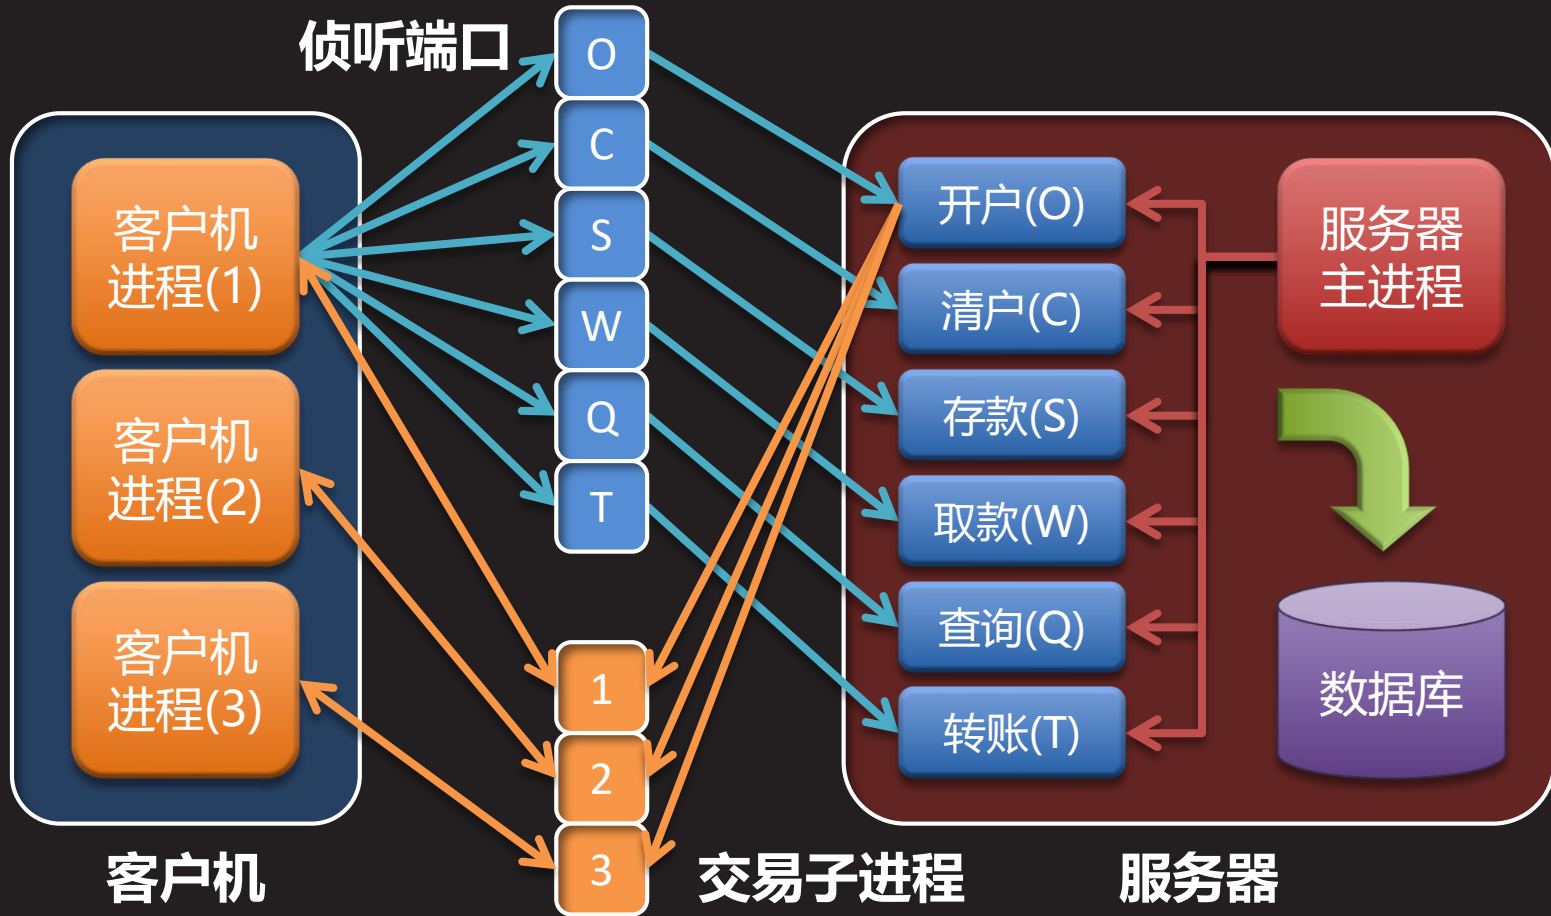 侦听端口
O
C
S
W
Q
T
客户机
进程(1)
客户机
进程(2)
客户机
进程(3)
1
2
3
开户(O)
清户(C)
存款(S)
取款(W)
查询(Q)
转账(T)
服务器
主进程
数据库
客户机
交易子进程
服务器